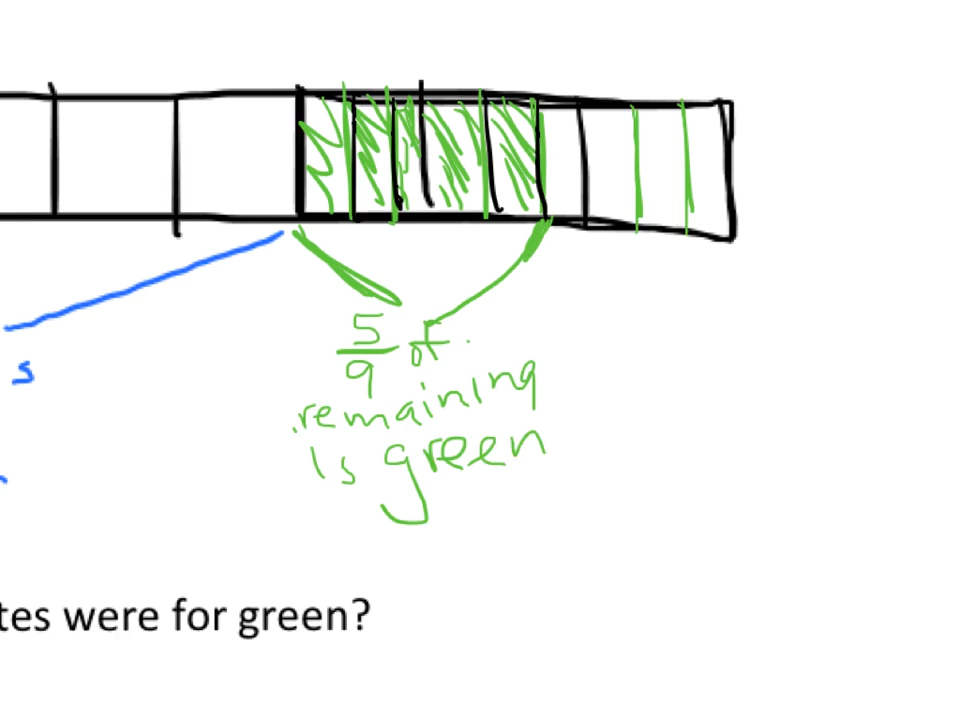 5/9 of
remaining
is green
s
tes were for green?